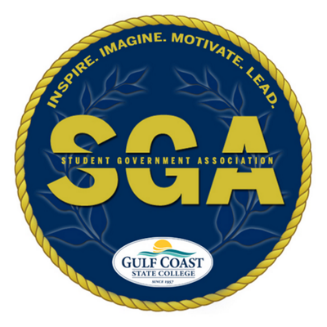 INSPIRE. IMAGINE. MOTIVATE. LEAD.
SGA
STUDENT GOVERNMENT ASSOCIATION
GULF COAST
STATE COLLEGE
SINCE 1957